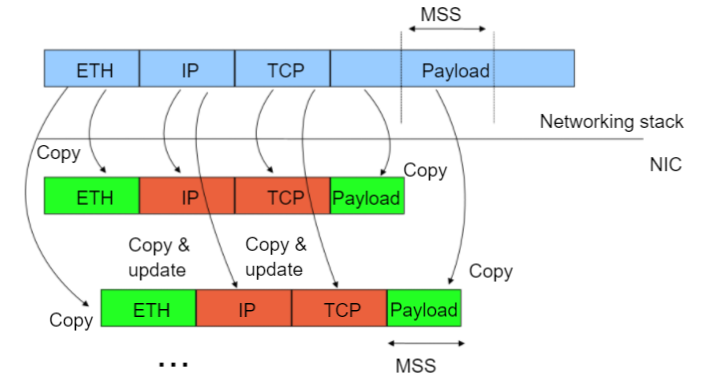 MSS
ETH IP TCP Payload
Networking stack
Copy
NIC
Copy
ETH IP TCP Payload
Copy &
update
Copy &
update
Copy
ETH IP TCP Payload
Copy
MSS
...